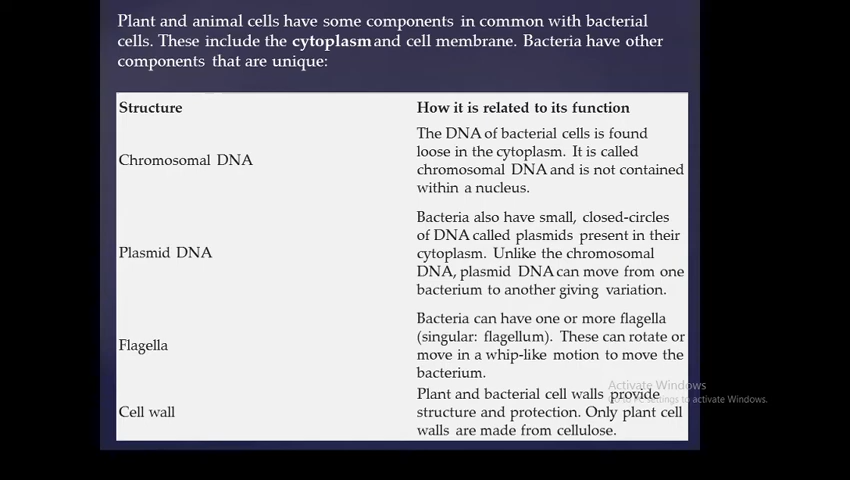 Plant and animal cells have some components in common with bacterial
cells. These include the cytoplasm and cell membrane. Bacteria have other
components that are unique:
Structure
How it is related to its function
Chromosomal DNA
The DNA of bacterial cells is found
loose in the cytoplasm. It is called
chromosomal DNA and is not contained
within a nucleus.
Plasmid DNA
Bacteria also have small, closed-circles
of DNA called plasmids present in their
cytoplasm. Unlike the chromosomal
DNA, plasmid DNA can move from one
bacterium to another giving variation.
Flagella
Bacteria can have one or more flagella
(singular: flagellum). These can rotate or
move in a whip-like motion to move the
bacterium.
Cell wall
Plant and bacterial cell walls provide
structure and protection. Only plant cell
walls are made from cellulose.
Activate Windows
Go to PC settings to activate Windows.